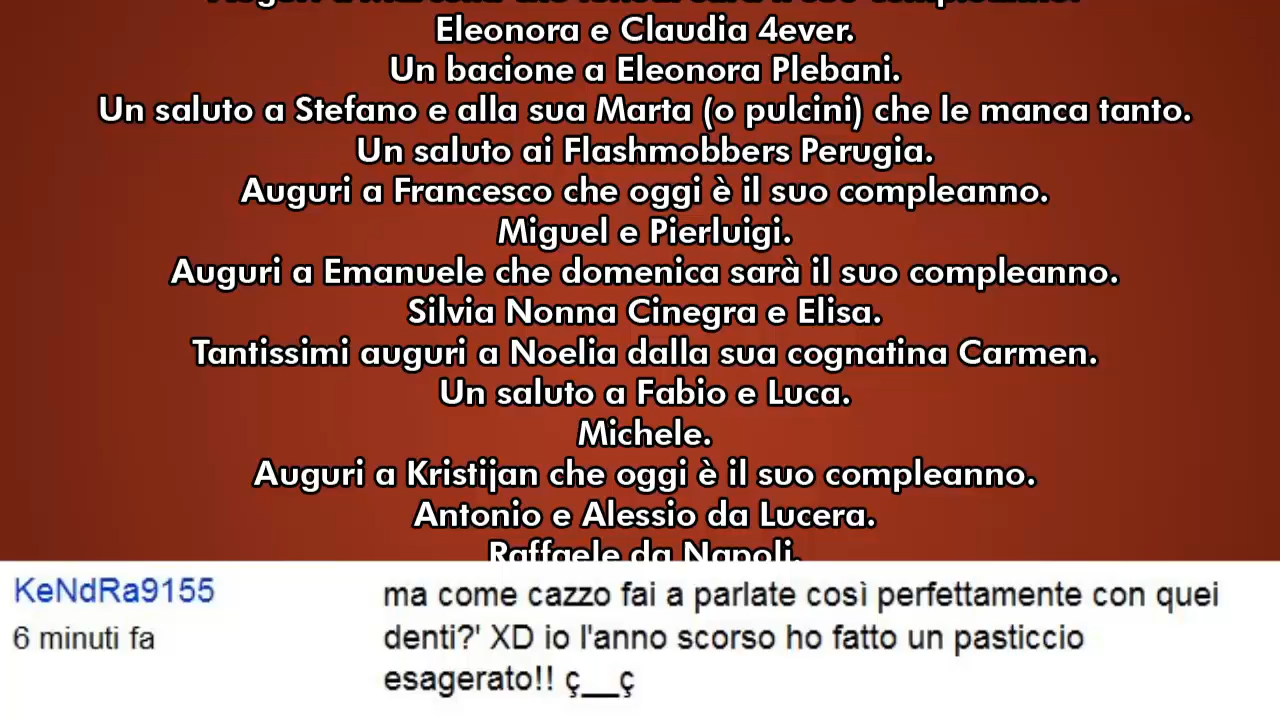 Eleonora e Claudia 4ever.
Un bacione a Eleonora Plebani.
Un saluto a Stefano e alla sua Marta (o pulcini) che le manca tanto.
Un saluto ai Flashmobbers Perugia.
Auguri a Francesco che oggi è il suo compleanno.
Miguel e Pierluigi.
Auguri a Emanuele che domenica sarà il suo compleanno.
Silvia Nonna Cinegra e Elisa.
Tantissimi auguri a Noelia dalla sua cognatina Carmen.
Un saluto a Fabio e Luca.
Michele.
Auguri a Kristijan che oggi è il suo compleanno.
Antonio e Alessio da Lucera.
Raffaele da Napoli.
KeNdRa9155
6 minuti fa
ma come cazzo fai a parlate così perfettamente con quei
denti?' XD io l'anno scorso ho fatto un pasticcio
esagerato!! ç__ç